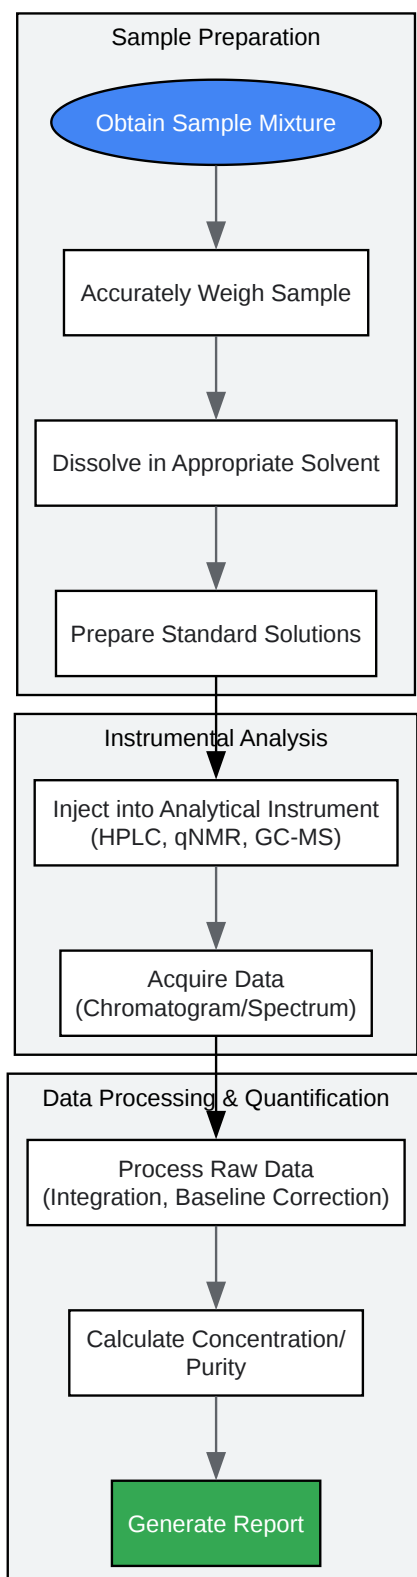 Sample Preparation
Obtain Sample Mixture
Accurately Weigh Sample
Dissolve in Appropriate Solvent
Prepare Standard Solutions
Instrumental Analysis
Inject into Analytical Instrument
(HPLC, qNMR, GC-MS)
Acquire Data
(Chromatogram/Spectrum)
Data Processing & Quantification
Process Raw Data
(Integration, Baseline Correction)
Calculate Concentration/
Purity
Generate Report